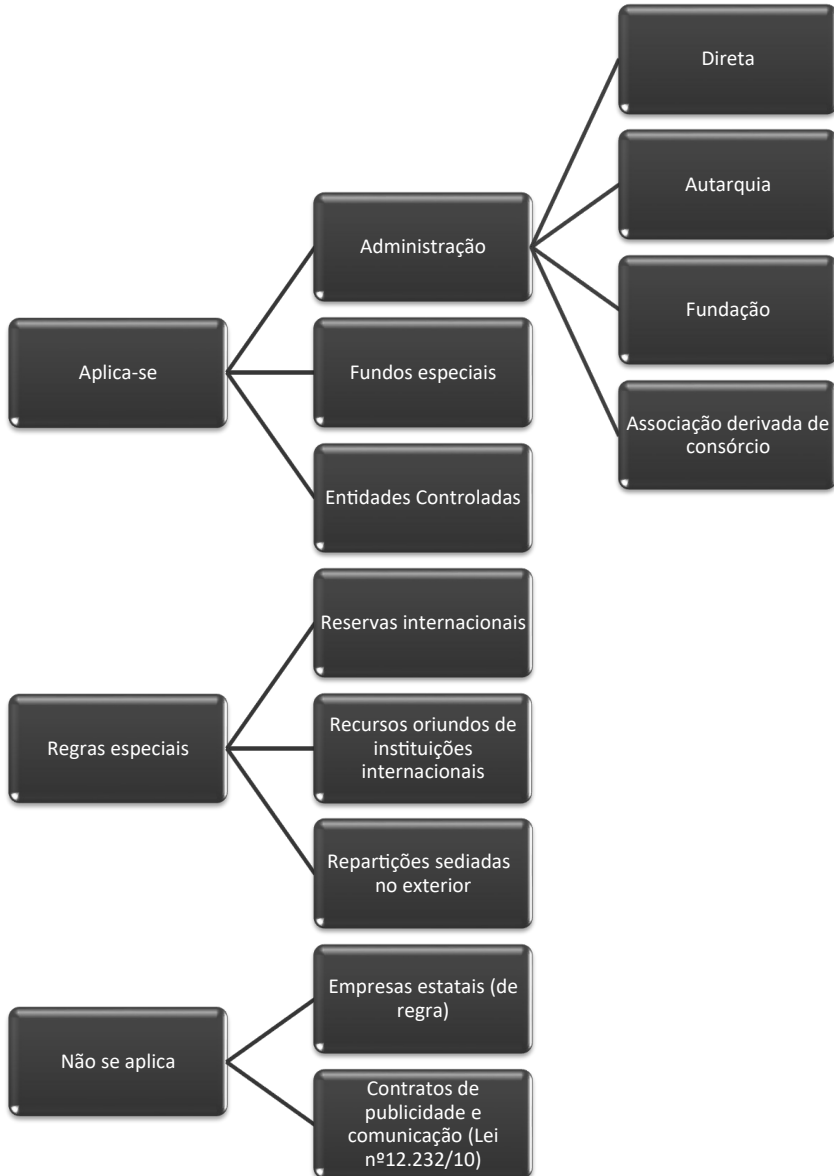 Aplica-se
Administração
Direta
Autarquia
Fundação
Associação derivada de
consórcio
Fundos especiais
Entidades Controladas
Regras especiais
Reservas internacionais
Recursos oriundos de
instituições
internacionais
Repartições sediadas
no exterior
Não se aplica
Empresas estatais (de
regra)
Contratos de
publicidade e
comunicação (Lei
nº12.232/10)